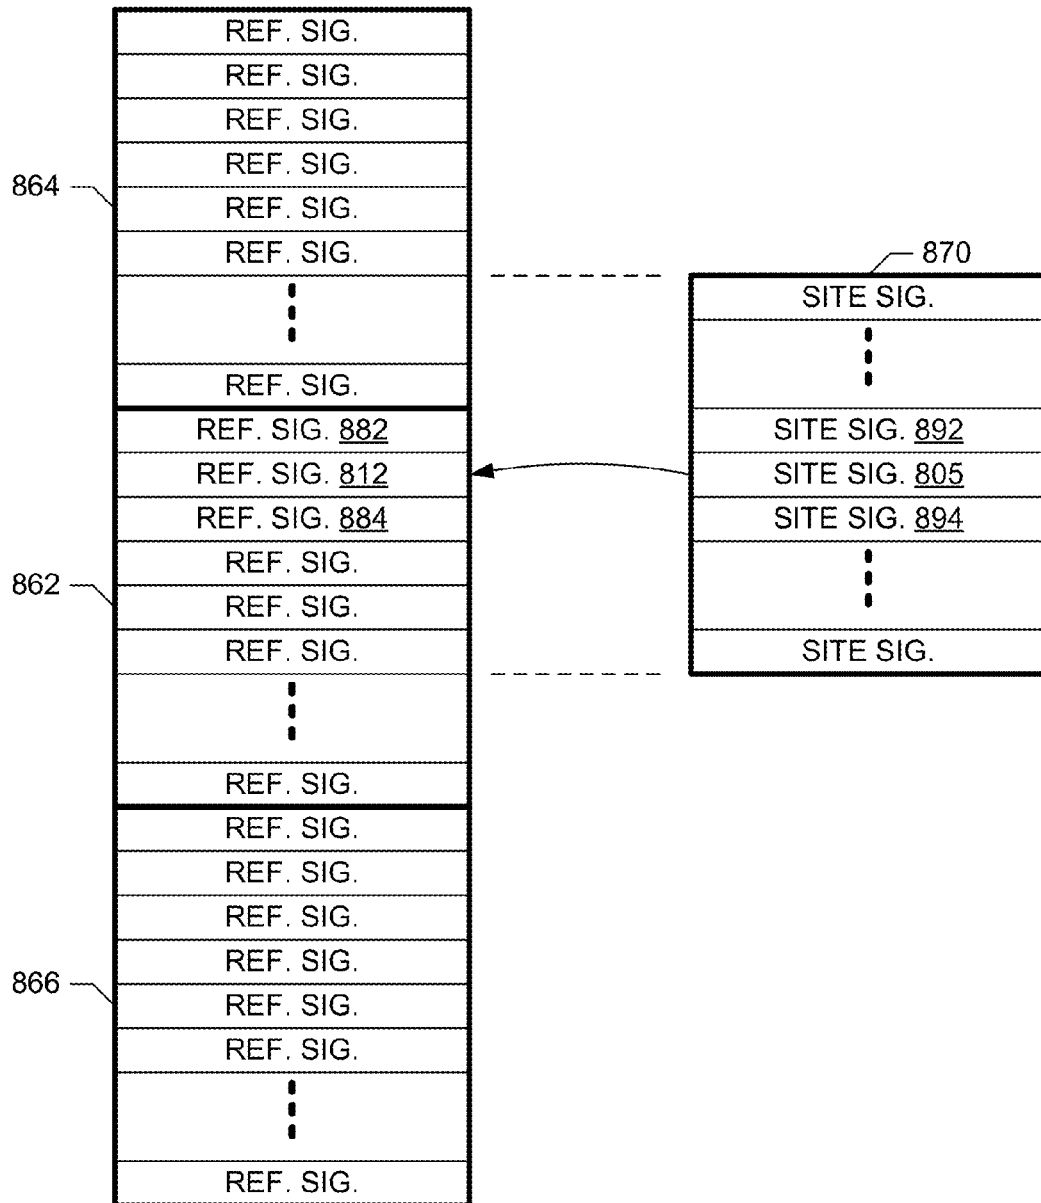 REF. SIG.
REF. SIG.
REF. SIG.
REF. SIG.
864
REF. SIG.
REF. SIG.
REF. SIG.
REF. SIG. 882
REF. SIG. 812
REF. SIG. 884
REF. SIG.
862
REF. SIG.
REF. SIG.
REF. SIG.
REF. SIG.
REF. SIG.
REF. SIG.
REF. SIG.
866
REF. SIG.
REF. SIG.
REF. SIG.
870
SITE SIG.
SITE SIG. 892
SITE SIG. 805
SITE SIG. 894
SITE SIG.